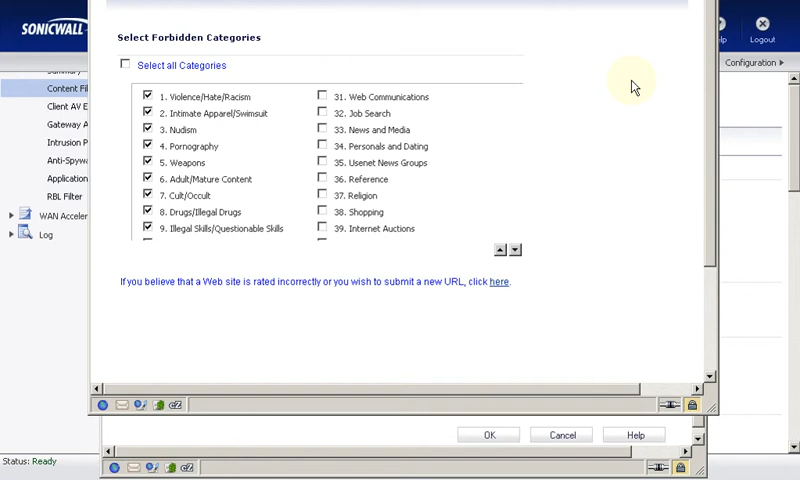 SONICWALL
Select Forbidden Categories
Select all Categories
1. Violence/Hate/Racism
2. Intimate Apparel/Swimsuit
3. Nudism
4. Pornography
5. Weapons
6. Adult/Mature Content
7. Cult/Occult
8. Drugs/Illegal Drugs
9. Illegal Skills/Questionable Skills
31. Web Communications
32. Job Search
33. News and Media
34. Personals and Dating
35. Usenet News Groups
36. Reference
37. Religion
38. Shopping
39. Internet Auctions
If you believe that a Web site is rated incorrectly or you wish to submit a new URL, click here.
Logout
Configuration
Summary
Content Fil
Client AV E
Gateway A
Intrusion P
Anti-Spyw
Application
RBL Filter
WAN Acceler
Log
OK
Cancel
Help
Status: Ready